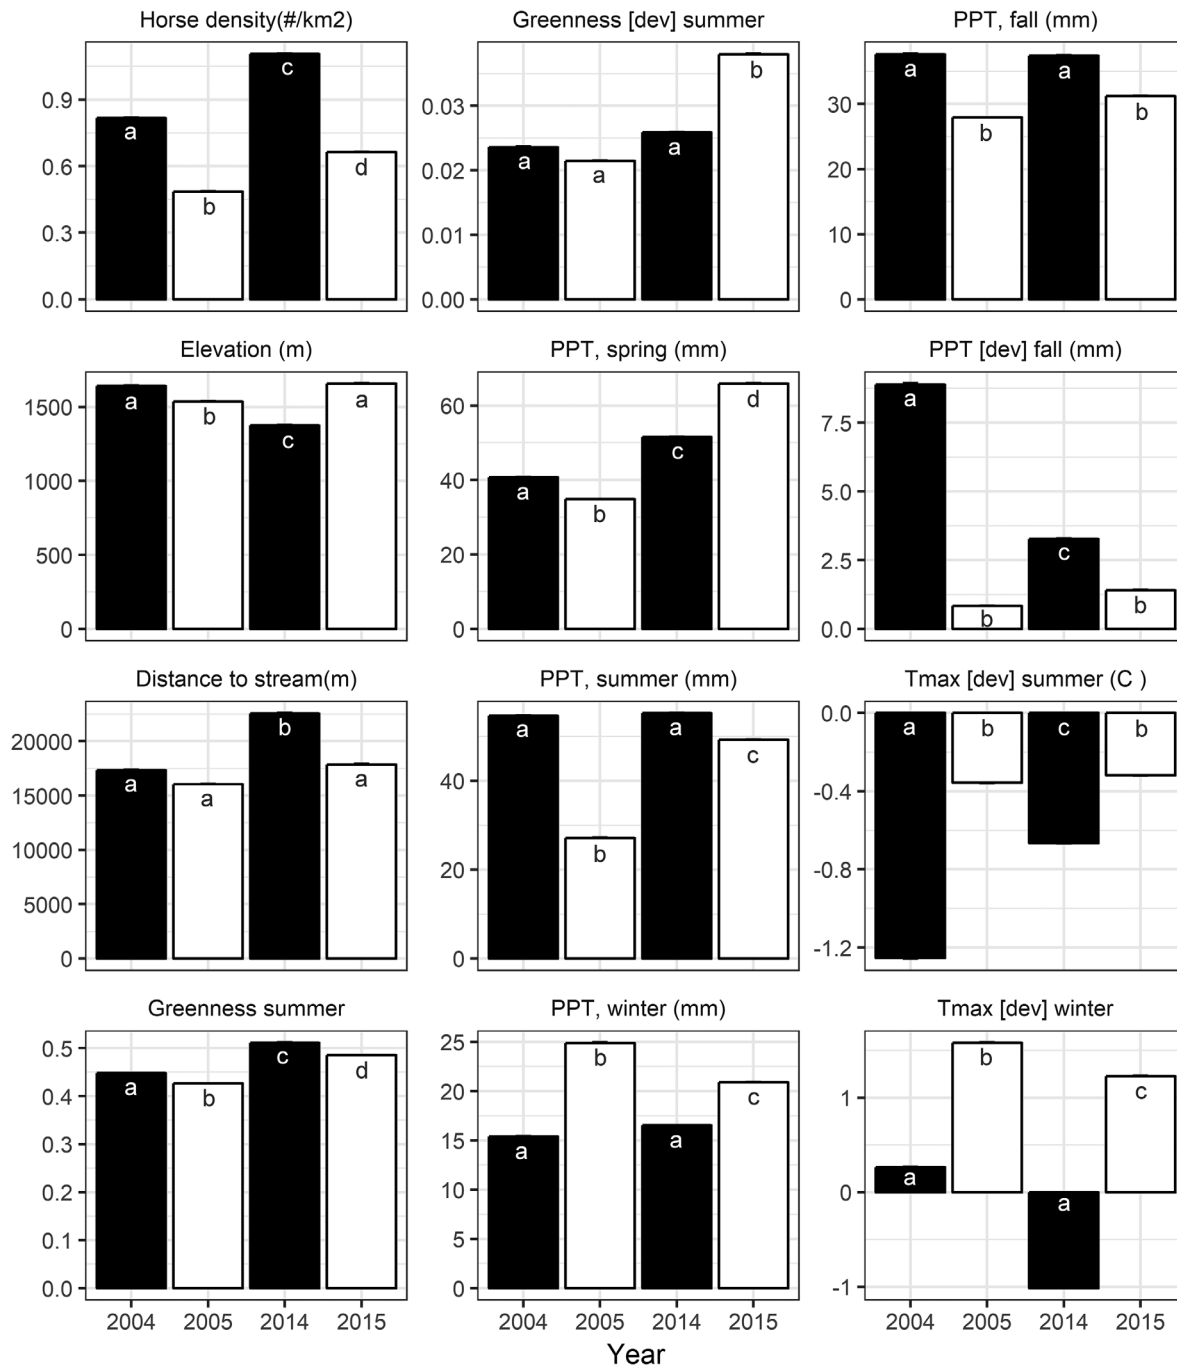 Horse density(#/km2)
0.9
0.6
0.3
0.0
a
b
c
d
Greenness [dev] summer
0.03
0.02
0.01
0.00
a
a
a
b
PPT, fall (mm)
30
20
10
0
a
b
a
b
Elevation (m)
1500
1000
500
0
a
b
c
a
PPT, spring (mm)
60
40
20
0
a
b
c
d
PPT [dev] fall (mm)
7.5
5.0
2.5
0.0
a
b
c
b
Distance to stream(m)
20000
15000
10000
5000
0
a
a
b
a
PPT, summer (mm)
40
20
0
a
b
a
c
Tmax [dev] summer (C )
0.0
-0.4
-0.8
-1.2
a
b
c
b
Greenness summer
0.5
0.4
0.3
0.2
0.1
0.0
a
b
c
d
2004 2005 2014 2015
PPT, winter (mm)
25
20
15
10
5
0
a
b
a
c
2004 2005 2014 2015
Tmax [dev] winter
1
0
-1
a
b
a
c
2004 2005 2014 2015
Year